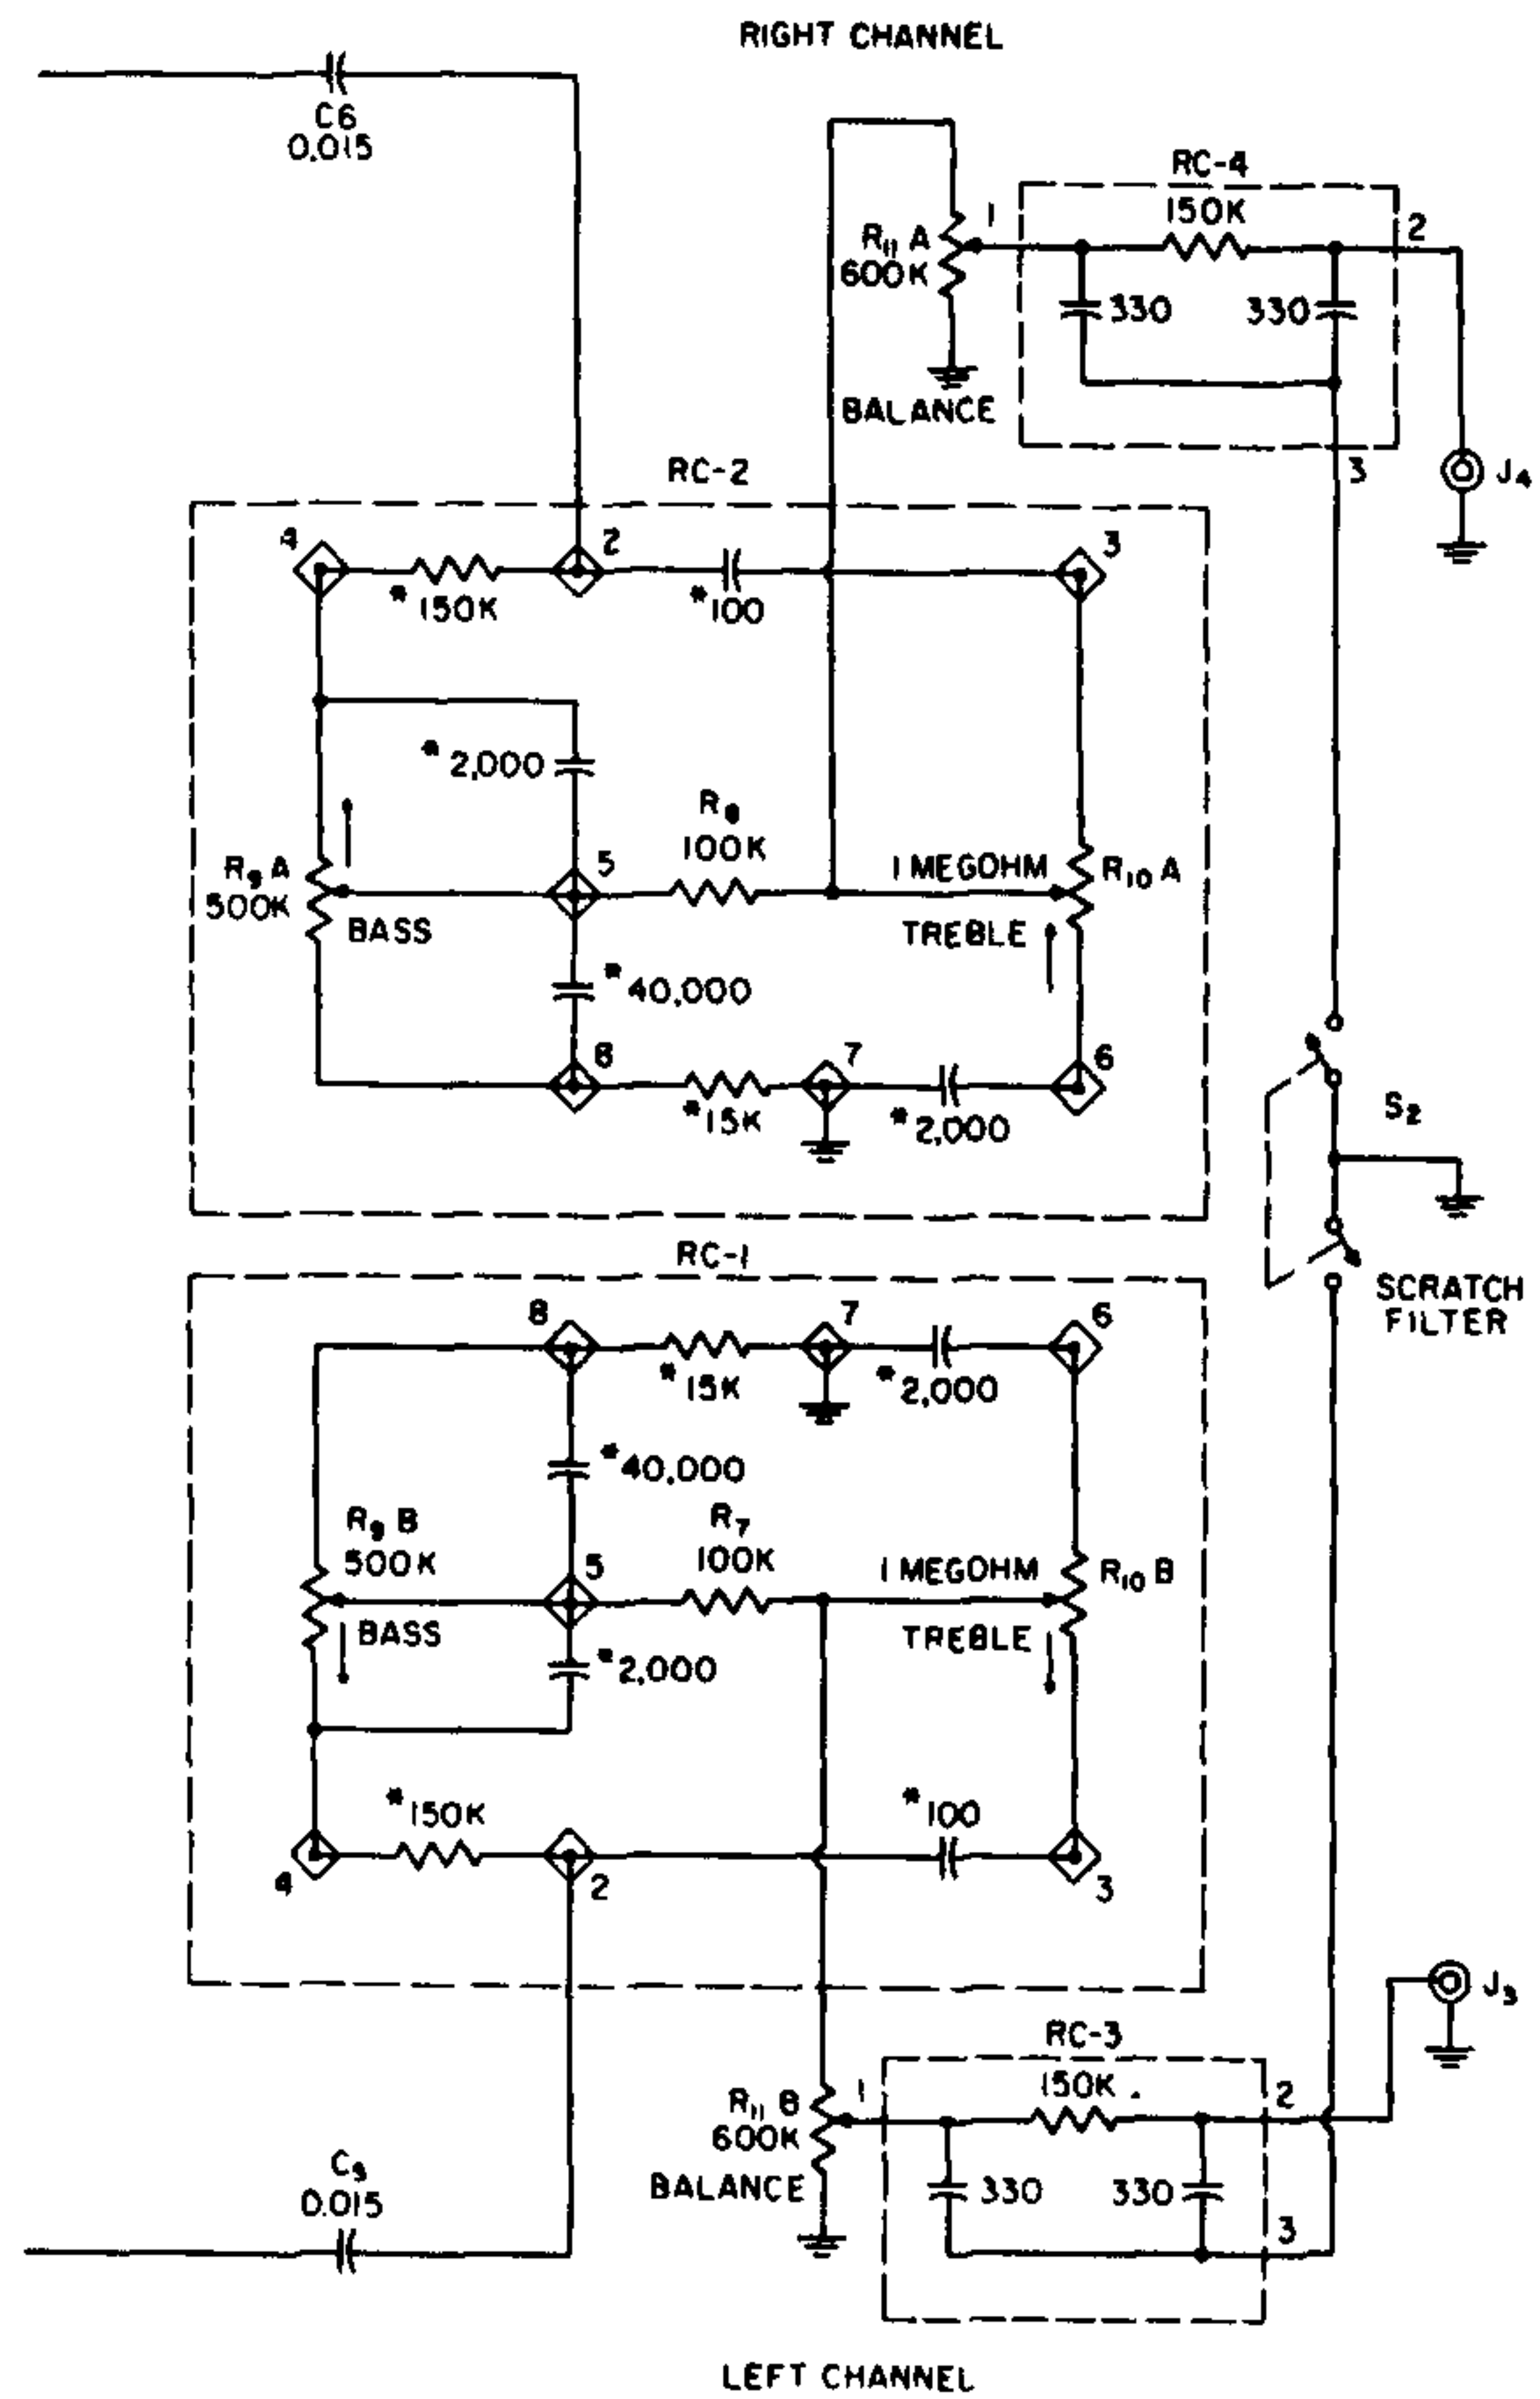 RIGHT CHANNEL
C6
0.015
RC-4
150K
1
2
R11 A
600K
330
330
BALANCE
3
J4
RC-2
4
2
3
*150K
*100
*2,000
R8
100K
5
1 MEGOHM
R10 A
R9 A
500K
BASS
TREBLE
*40,000
8
7
6
*15K
*2,000
S2
RC-1
SCRATCH
FILTER
8
7
6
*15K
*2,000
*40,000
R9 B
500K
R7
100K
5
1 MEGOHM
R10 B
BASS
TREBLE
*2,000
*150K
*100
4
2
3
J3
RC-3
150K
1
2
R11 B
600K
330
330
BALANCE
3
C5
0.015
LEFT CHANNEL